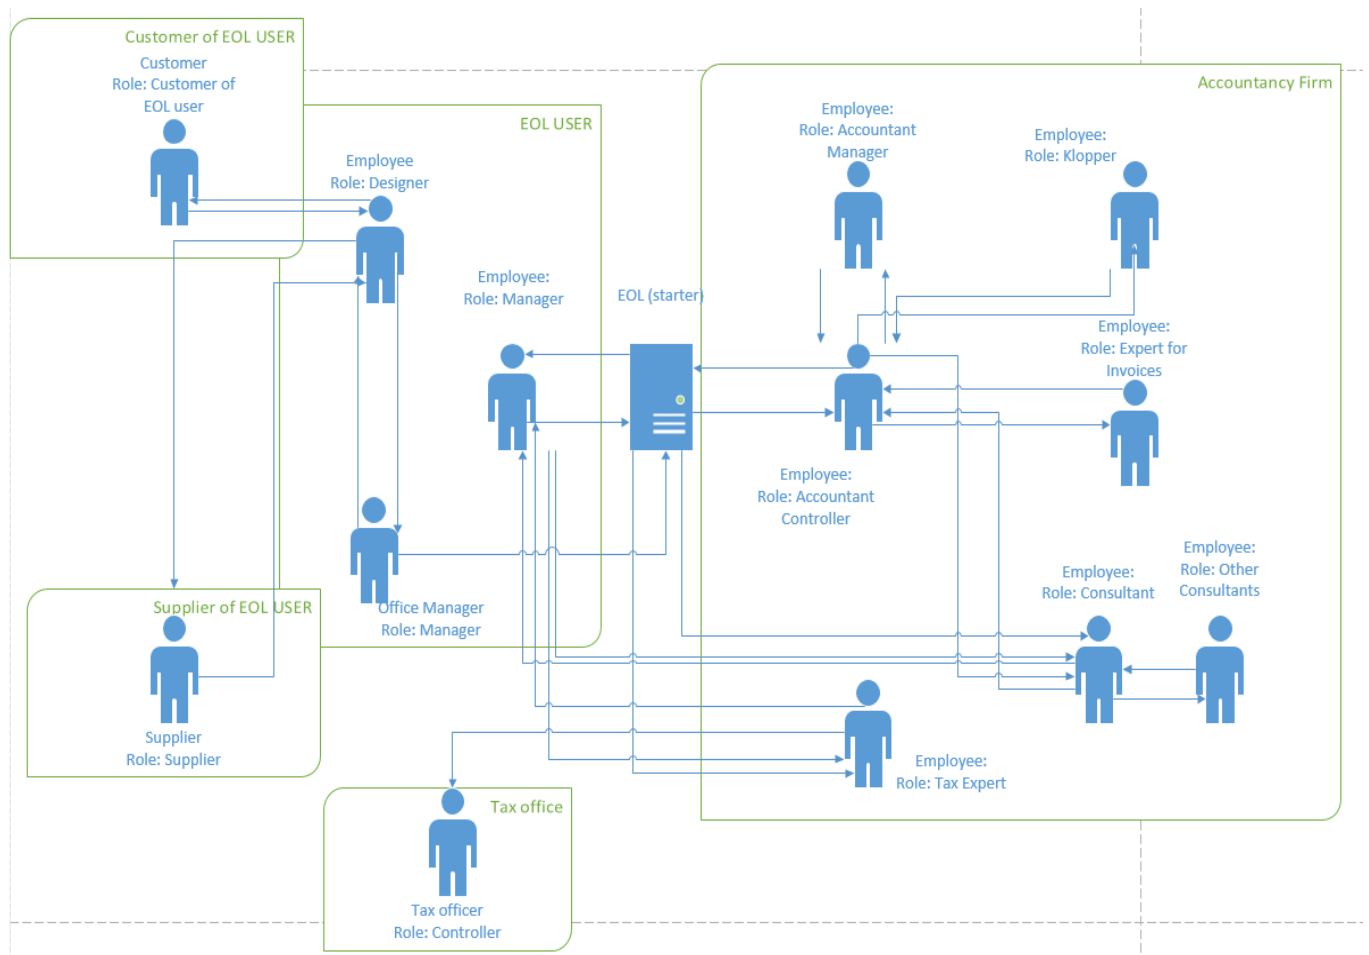 Customer of EOL USER
Customer
Role: Customer of
EOL user
EOL USER
Employee
Role: Designer
Employee:
Role: Manager
EOL (starter)
Office Manager
Role: Manager
Supplier of EOL USER
Supplier
Role: Supplier
Tax office
Tax officer
Role: Controller
Accountancy Firm
Employee:
Role: Accountant
Manager
Employee:
Role: Klopper
Employee:
Role: Expert for
Invoices
Employee:
Role: Accountant
Controller
Employee:
Role: Consultant
Employee:
Role: Other
Consultants
Employee:
Role: Tax Expert